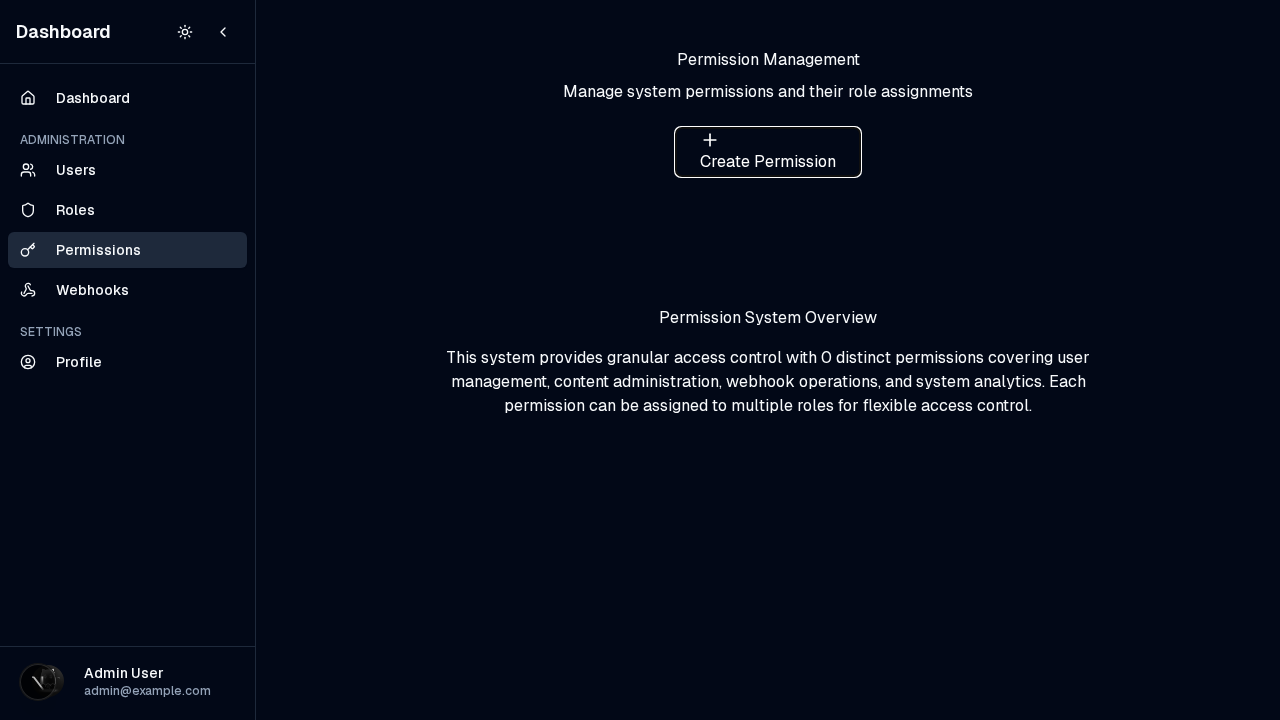 Dashboard
Dashboard
ADMINISTRATION
Users
Roles
Permissions
Webhooks
SETTINGS
Profile
Admin User
admin@example.com
Permission Management
Manage system permissions and their role assignments
Create Permission
Permission System Overview
This system provides granular access control with 0 distinct permissions covering user
management, content administration, webhook operations, and system analytics. Each
permission can be assigned to multiple roles for flexible access control.